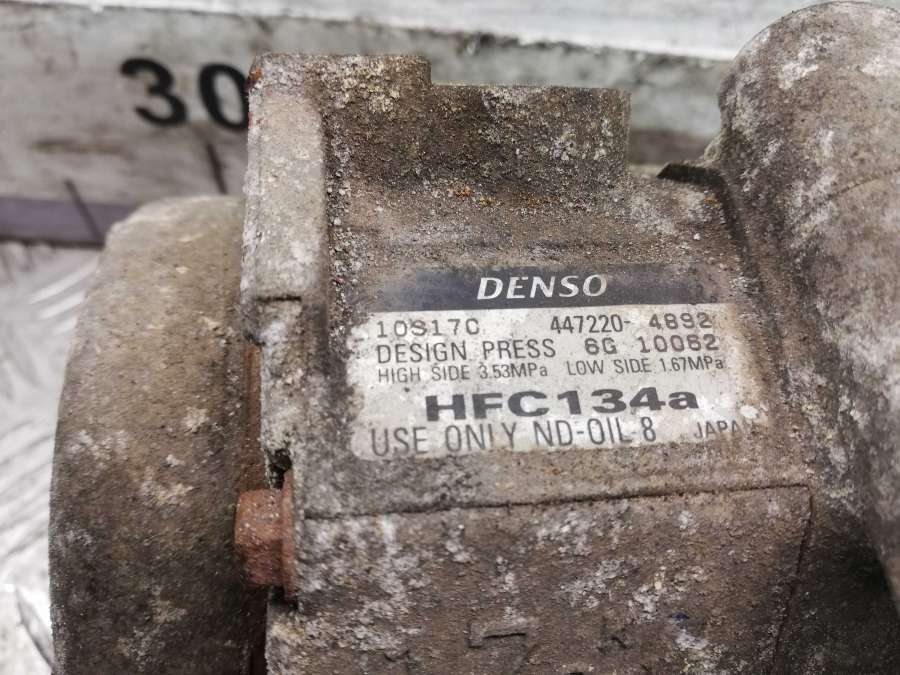 30
DENSO
10S17C 447220-4892
DESIGN PRESS 6G 10052
HIGH SIDE 3.53MPa LOW SIDE 1.67MPa
HFC134a
USE ONLY ND-OIL 8 JAPAN